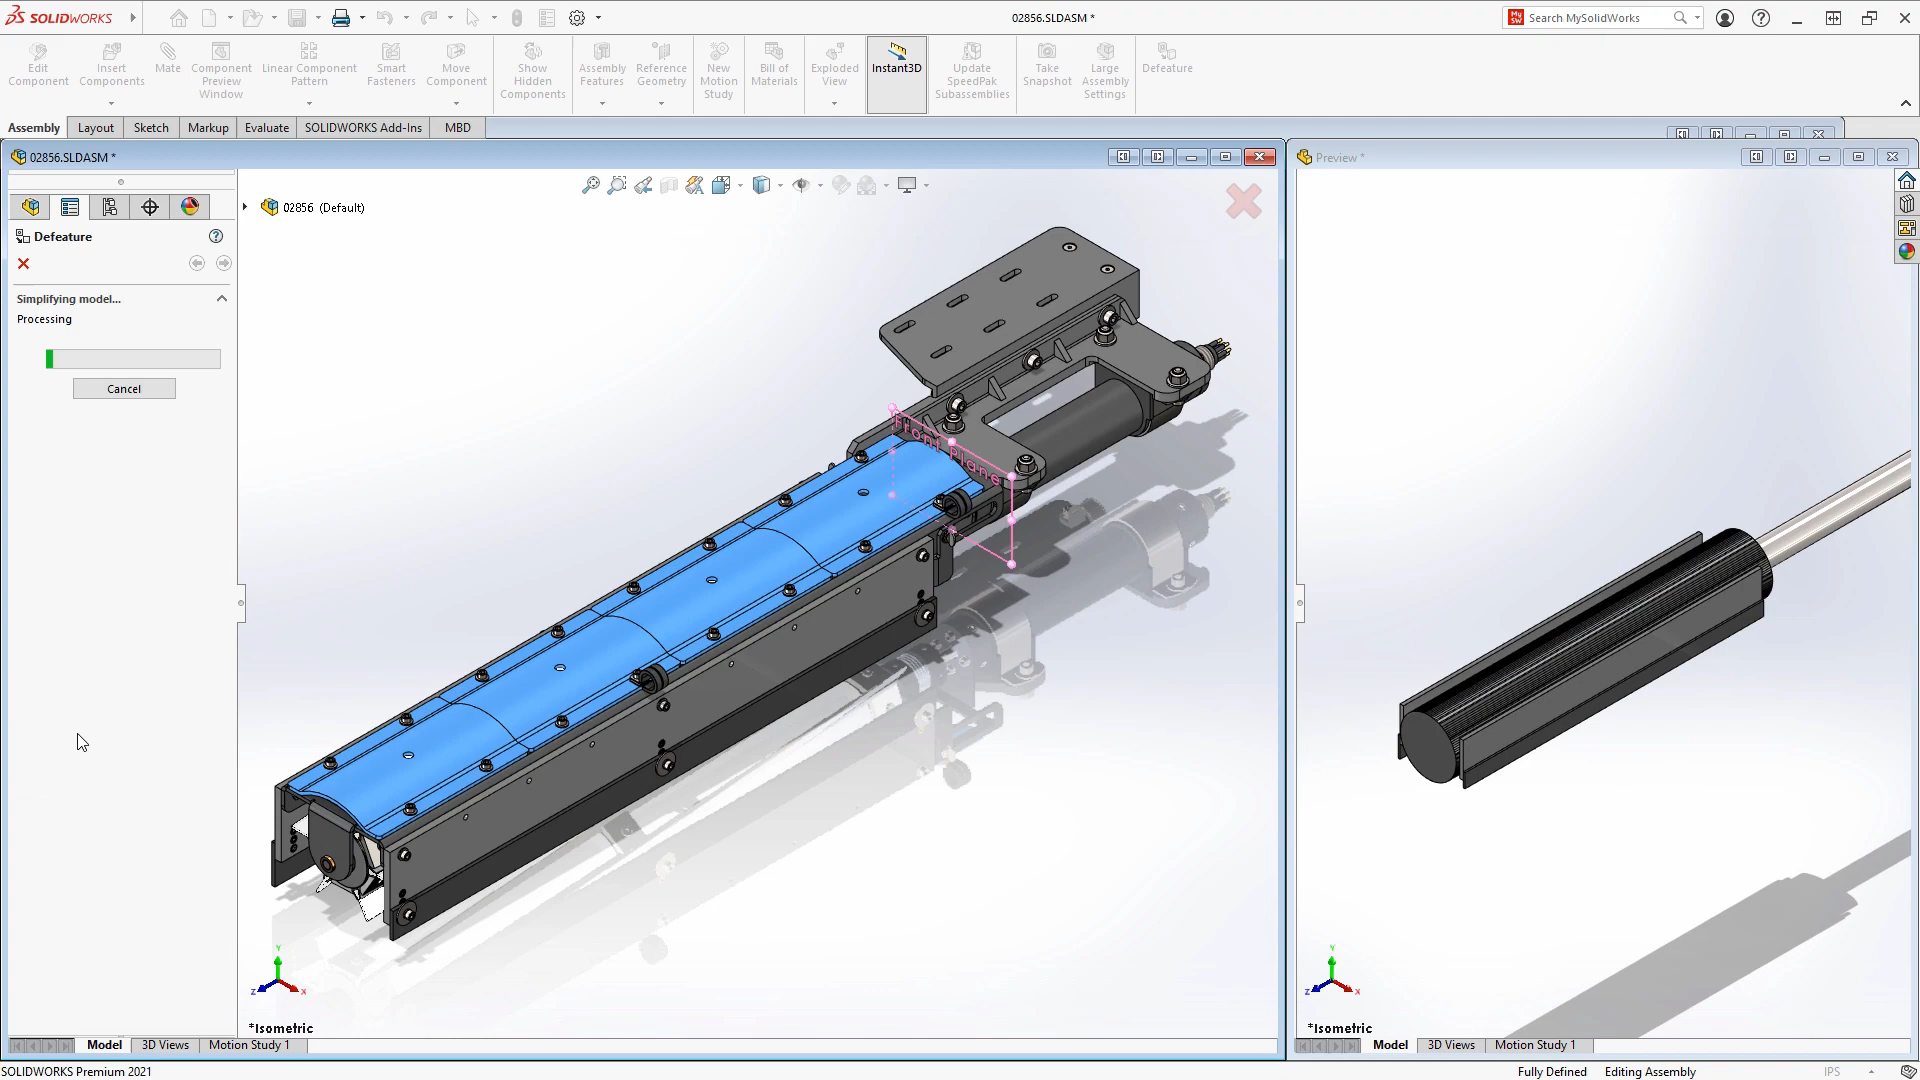 SOLIDWORKS
02856.SLDASM *
Search MySolidWorks
Edit Component
Insert Components
Mate
Component Preview Window
Linear Component Pattern
Smart Fasteners
Move Component
Show Hidden Components
Assembly Features
Reference Geometry
New Motion Study
Bill of Materials
Exploded View
Instant3D
Update SpeedPak Subassemblies
Take Snapshot
Large Assembly Settings
Defeature
Assembly
Layout
Sketch
Markup
Evaluate
SOLIDWORKS Add-Ins
MBD
02856.SLDASM *
Preview *
02856 (Default)
Defeature
Simplifying model...
Processing
Cancel
Front Plane
Y
Z
X
*Isometric
Y
Z
X
*Isometric
Model
3D Views
Motion Study 1
Model
3D Views
Motion Study 1
SOLIDWORKS Premium 2021
Fully Defined
Editing Assembly
IPS